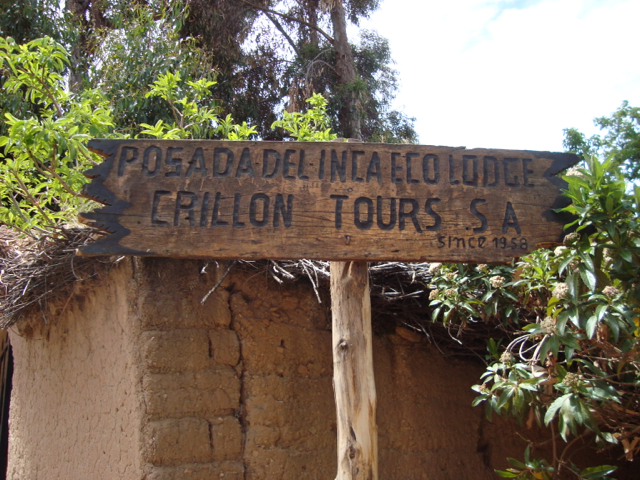 POSADA·DEL·INCA ECO LODGE
CRILLON TOURS .S A
SINCE 1958